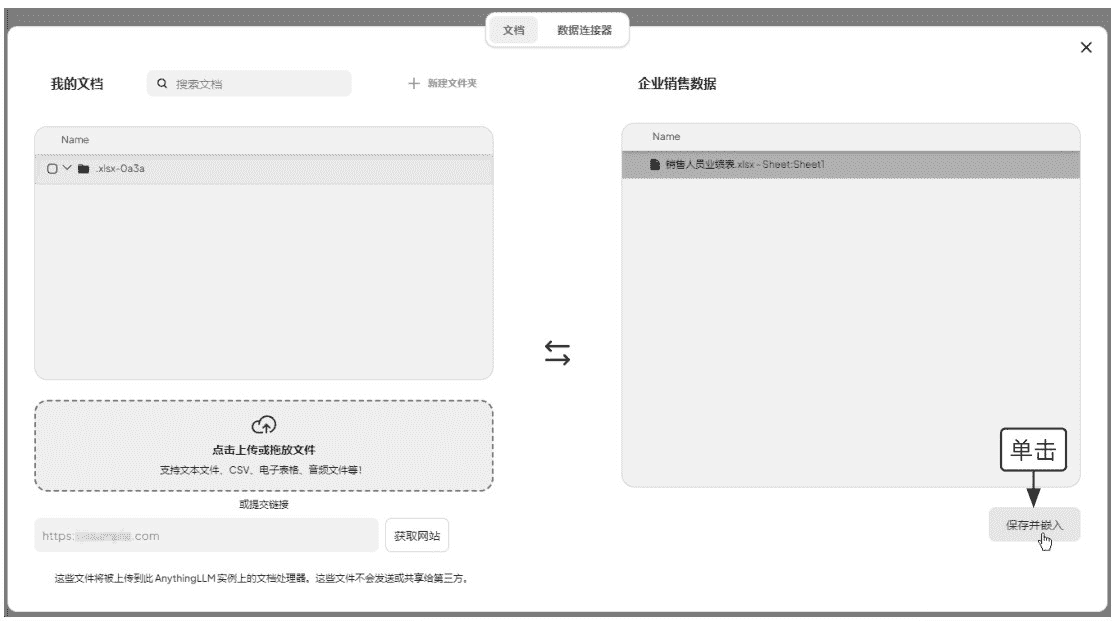 文档 数据连接器
我的文档 搜索文档 新建文件夹
企业销售数据
Name
.xlsx-0a3a
Name
销售人员业绩表.xlsx - Sheet:Sheet1
点击上传或拖放文件
支持文本文件、CSV、电子表格、音频文件等!
或提交链接
https: .com 获取网站
这些文件将被上传到此 AnythingLLM 实例上的文档处理器。这些文件不会发送或共享给第三方。
单击
保存并嵌入